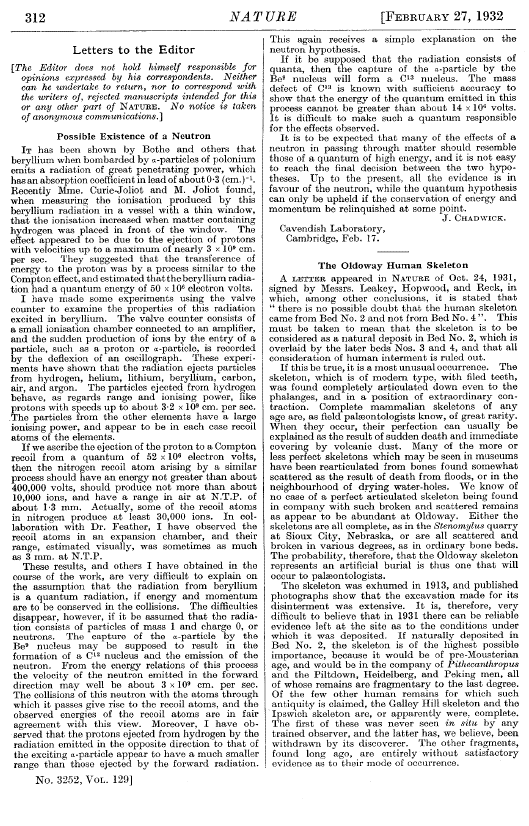 312
NATURE
[FEBRUARY 27, 1932
Letters to the Editor
[The Editor does not hold himself responsible for
opinions expressed by his correspondents. Neither
can he undertake to return, nor to correspond with
the writers of, rejected manuscripts intended for this
or any other part of NATURE. No notice is taken
of anonymous communications.]
Possible Existence of a Neutron
IT has been shown by Bothe and others that
beryllium when bombarded by α-particles of polonium
emits a radiation of great penetrating power, which
has an absorption coefficient in lead of about 0·3 (cm.)⁻¹.
Recently Mme. Curie-Joliot and M. Joliot found,
when measuring the ionisation produced by this
beryllium radiation in a vessel with a thin window,
that the ionisation increased when matter containing
hydrogen was placed in front of the window. The
effect appeared to be due to the ejection of protons
with velocities up to a maximum of nearly 3 × 10⁹ cm.
per sec. They suggested that the transference of
energy to the proton was by a process similar to the
Compton effect, and estimated that the beryllium radia-
tion had a quantum energy of 50 × 10⁶ electron volts.
I have made some experiments using the valve
counter to examine the properties of this radiation
excited in beryllium. The valve counter consists of
a small ionisation chamber connected to an amplifier,
and the sudden production of ions by the entry of a
particle, such as a proton or α-particle, is recorded
by the deflexion of an oscillograph. These experi-
ments have shown that the radiation ejects particles
from hydrogen, helium, lithium, beryllium, carbon,
air, and argon. The particles ejected from hydrogen
behave, as regards range and ionising power, like
protons with speeds up to about 3·2 × 10⁹ cm. per sec.
The particles from the other elements have a large
ionising power, and appear to be in each case recoil
atoms of the elements.
If we ascribe the ejection of the proton to a Compton
recoil from a quantum of 52 × 10⁶ electron volts,
then the nitrogen recoil atom arising by a similar
process should have an energy not greater than about
400,000 volts, should produce not more than about
10,000 ions, and have a range in air at N.T.P. of
about 1·3 mm. Actually, some of the recoil atoms
in nitrogen produce at least 30,000 ions. In col-
laboration with Dr. Feather, I have observed the
recoil atoms in an expansion chamber, and their
range, estimated visually, was sometimes as much
as 3 mm. at N.T.P.
These results, and others I have obtained in the
course of the work, are very difficult to explain on
the assumption that the radiation from beryllium
is a quantum radiation, if energy and momentum
are to be conserved in the collisions. The difficulties
disappear, however, if it be assumed that the radia-
tion consists of particles of mass 1 and charge 0, or
neutrons. The capture of the α-particle by the
Be⁹ nucleus may be supposed to result in the
formation of a C¹² nucleus and the emission of the
neutron. From the energy relations of this process
the velocity of the neutron emitted in the forward
direction may well be about 3 × 10⁹ cm. per sec.
The collisions of this neutron with the atoms through
which it passes give rise to the recoil atoms, and the
observed energies of the recoil atoms are in fair
agreement with this view. Moreover, I have ob-
served that the protons ejected from hydrogen by the
radiation emitted in the opposite direction to that of
the exciting α-particle appear to have a much smaller
range than those ejected by the forward radiation.
No. 3252, VOL. 129]
This again receives a simple explanation on the
neutron hypothesis.
If it be supposed that the radiation consists of
quanta, then the capture of the α-particle by the
Be⁹ nucleus will form a C¹³ nucleus. The mass
defect of C¹³ is known with sufficient accuracy to
show that the energy of the quantum emitted in this
process cannot be greater than about 14 × 10⁶ volts.
It is difficult to make such a quantum responsible
for the effects observed.
It is to be expected that many of the effects of a
neutron in passing through matter should resemble
those of a quantum of high energy, and it is not easy
to reach the final decision between the two hypo-
theses. Up to the present, all the evidence is in
favour of the neutron, while the quantum hypothesis
can only be upheld if the conservation of energy and
momentum be relinquished at some point.
J. CHADWICK.
Cavendish Laboratory,
Cambridge, Feb. 17.
The Oldoway Human Skeleton
A LETTER appeared in NATURE of Oct. 24, 1931,
signed by Messrs. Leakey, Hopwood, and Reck, in
which, among other conclusions, it is stated that
“ there is no possible doubt that the human skeleton
came from Bed No. 2 and not from Bed No. 4 ”. This
must be taken to mean that the skeleton is to be
considered as a natural deposit in Bed No. 2, which is
overlaid by the later beds Nos. 3 and 4, and that all
consideration of human interment is ruled out.
If this be true, it is a most unusual occurrence. The
skeleton, which is of modern type, with filed teeth,
was found completely articulated down even to the
phalanges, and in a position of extraordinary con-
traction. Complete mammalian skeletons of any
age are, as field palæontologists know, of great rarity.
When they occur, their perfection can usually be
explained as the result of sudden death and immediate
covering by volcanic dust. Many of the more or
less perfect skeletons which may be seen in museums
have been rearticulated from bones found somewhat
scattered as the result of death from floods, or in the
neighbourhood of drying water-holes. We know of
no case of a perfect articulated skeleton being found
in company with such broken and scattered remains
as appear to be abundant at Oldoway. Either the
skeletons are all complete, as in the Stenomylus quarry
at Sioux City, Nebraska, or are all scattered and
broken in various degrees, as in ordinary bone beds.
The probability, therefore, that the Oldoway skeleton
represents an artificial burial is thus one that will
occur to palæontologists.
The skeleton was exhumed in 1913, and published
photographs show that the excavation made for its
disinterment was extensive. It is, therefore, very
difficult to believe that in 1931 there can be reliable
evidence left at the site as to the conditions under
which it was deposited. If naturally deposited in
Bed No. 2, the skeleton is of the highest possible
importance, because it would be of pre-Mousterian
age, and would be in the company of Pithecanthropus
and the Piltdown, Heidelberg, and Peking men, all
of whose remains are fragmentary to the last degree.
Of the few other human remains for which such
antiquity is claimed, the Galley Hill skeleton and the
Ipswich skeleton are, or apparently were, complete.
The first of these was never seen in situ by any
trained observer, and the latter has, we believe, been
withdrawn by its discoverer. The other fragments,
found long ago, are entirely without satisfactory
evidence as to their mode of occurrence.